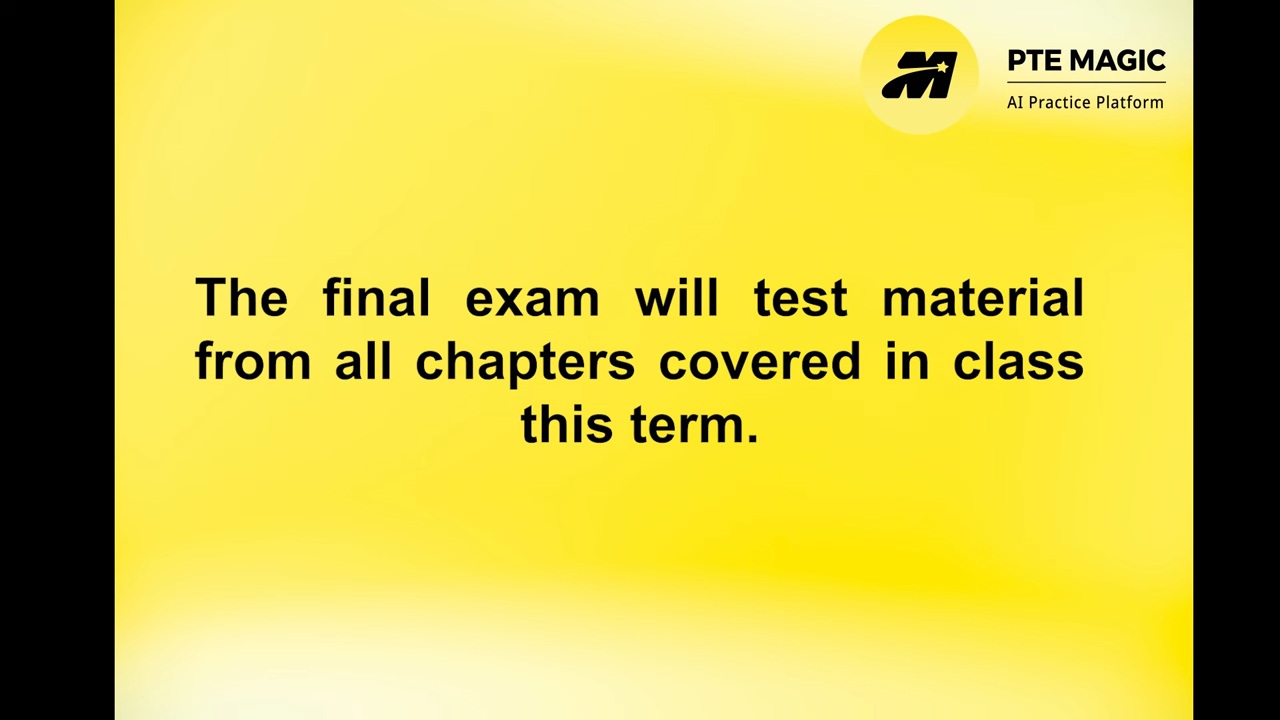 PTE MAGIC
AI Practice Platform
The final exam will test material
from all chapters covered in class
this term.